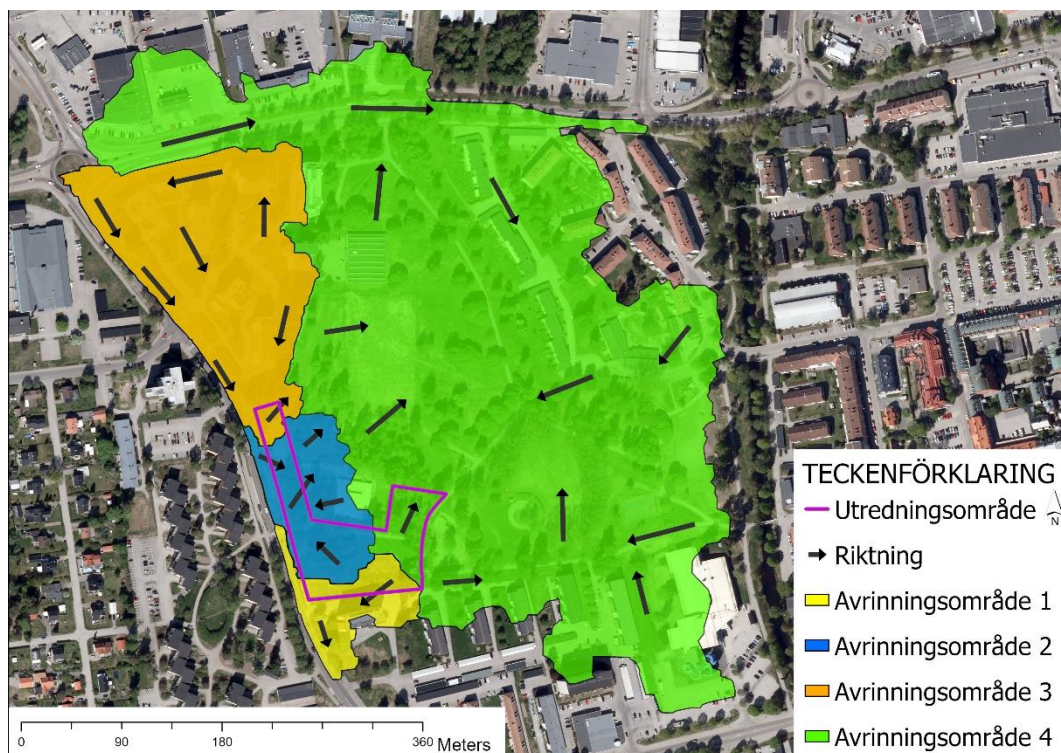 TECKENFÖRKLARING
Utredningsområde
N
Riktning
Avrinningsområde 1
Avrinningsområde 2
Avrinningsområde 3
Avrinningsområde 4
0 90 180 360 Meters